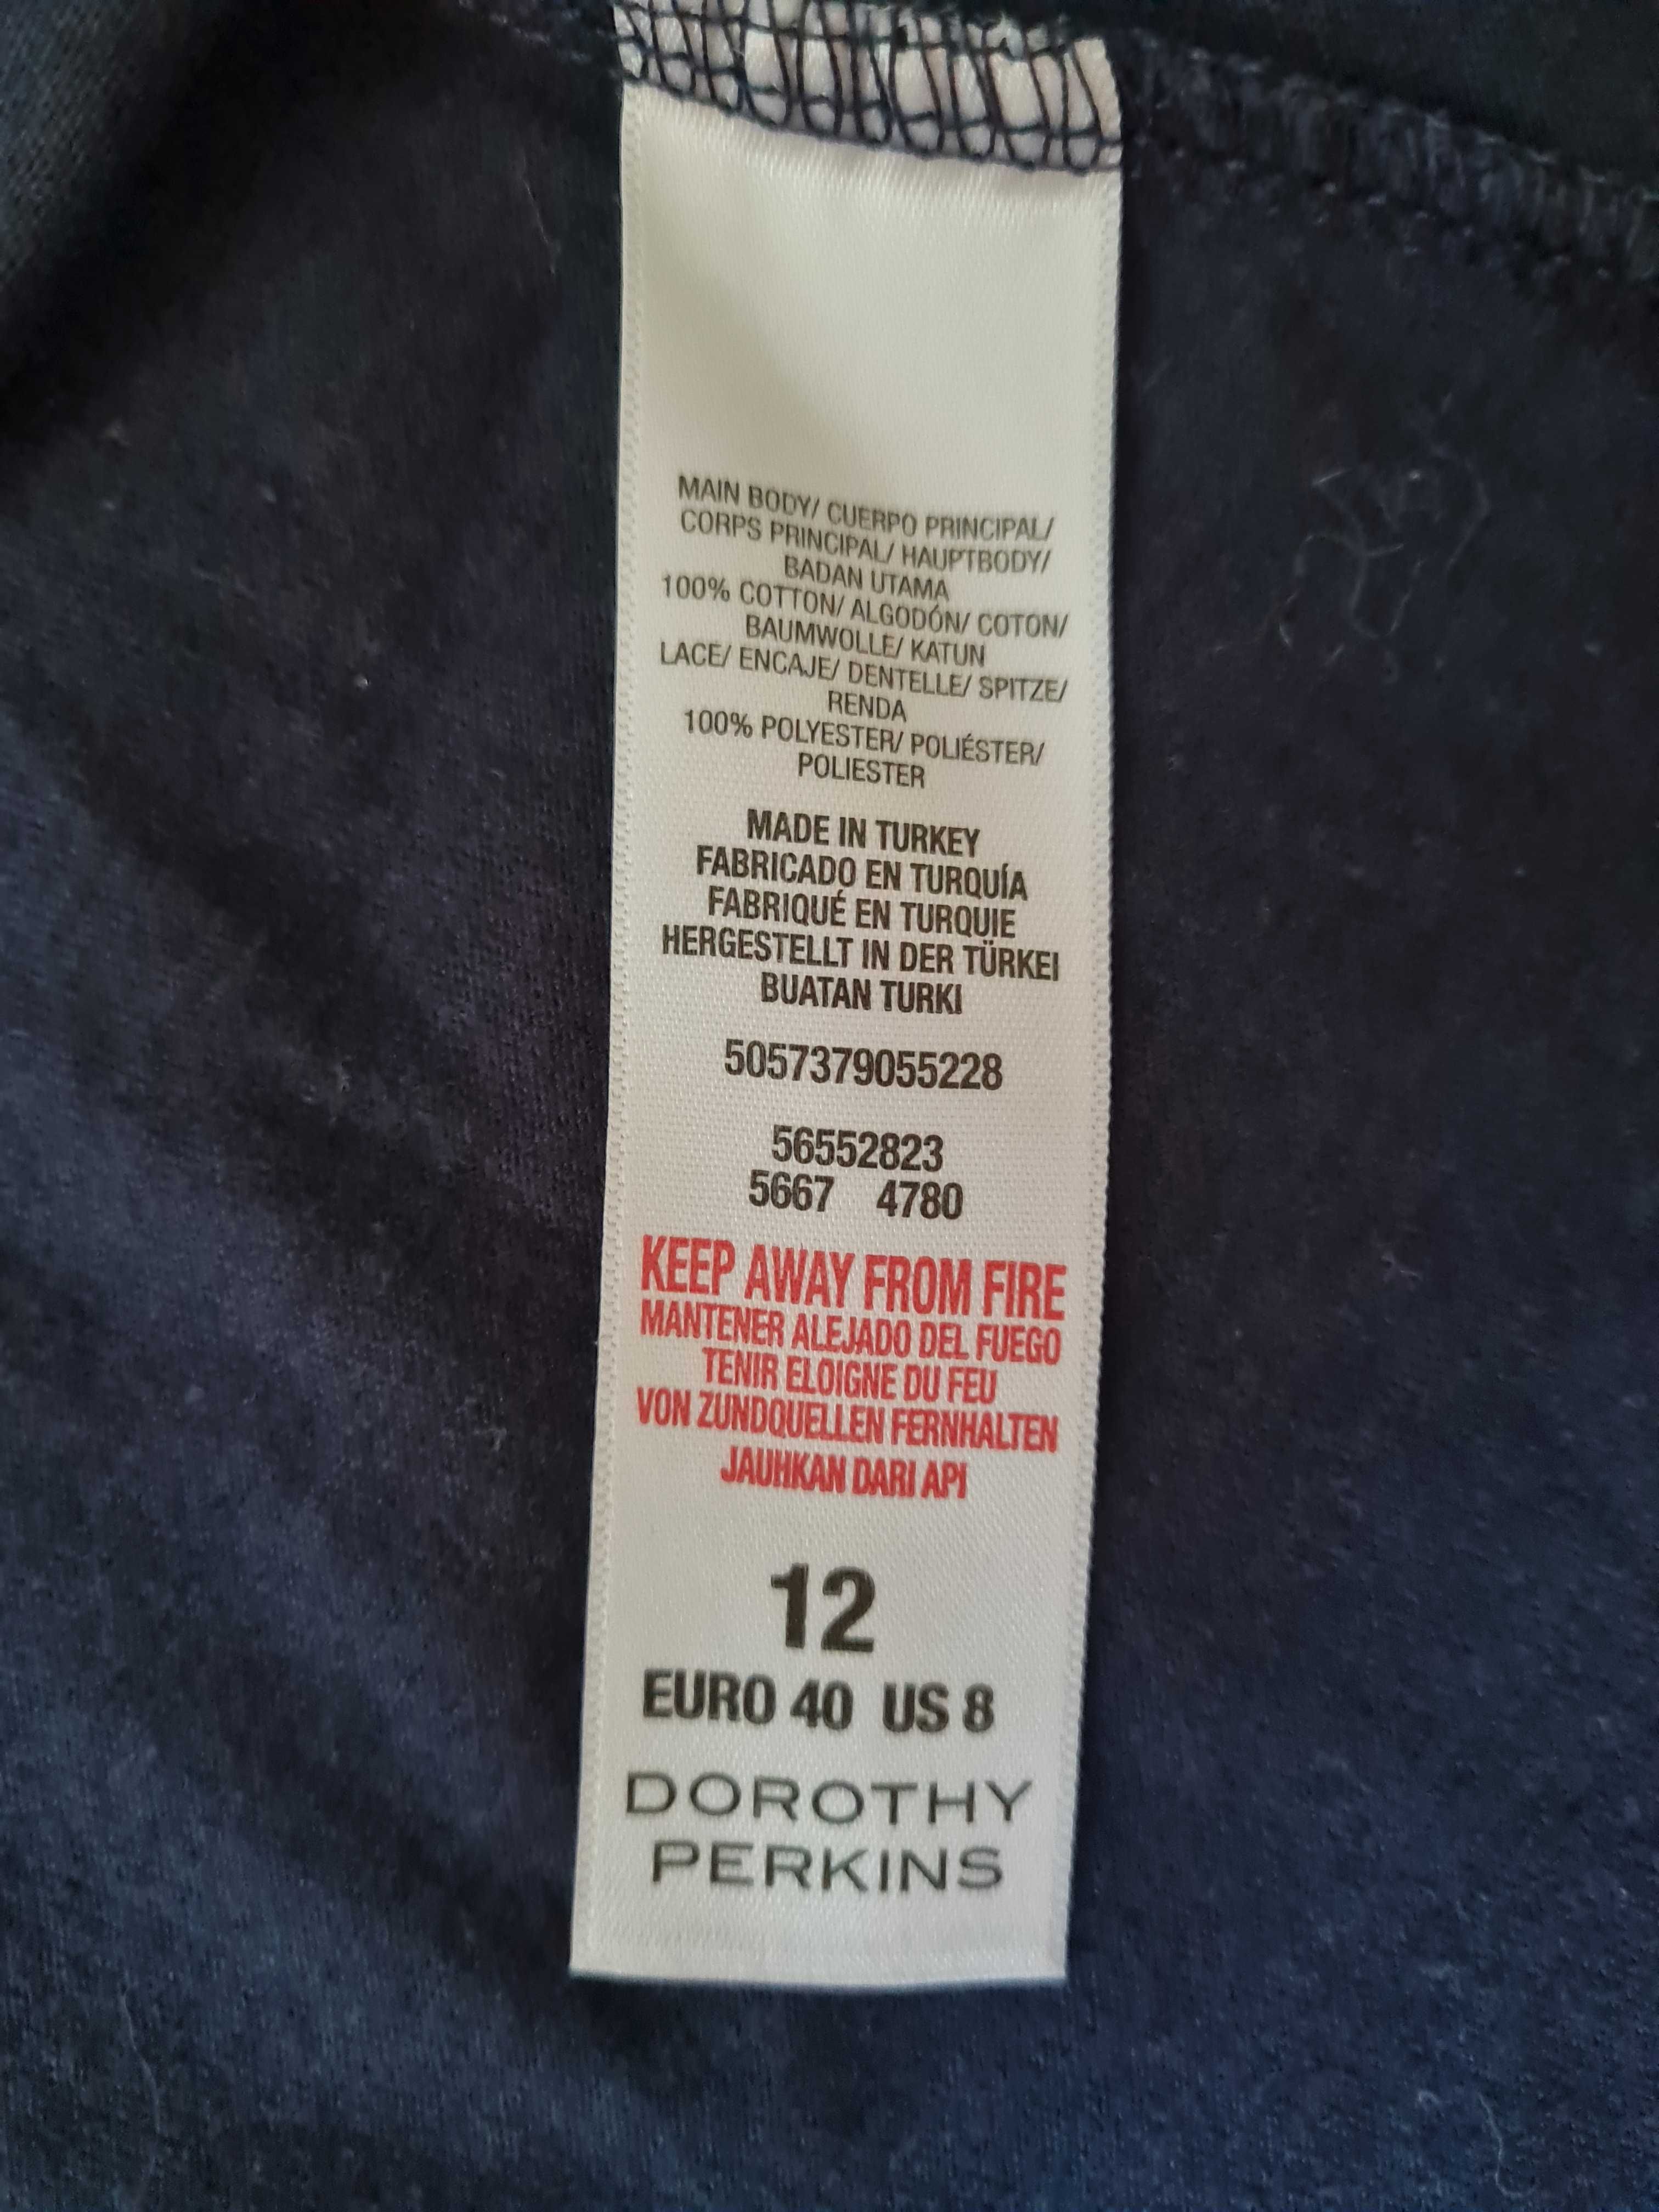 MAIN BODY/ CUERPO PRINCIPAL/
CORPS PRINCIPAL/ HAUPTBODY/
BADAN UTAMA
100% COTTON/ ALGODÓN/ COTON/
BAUMWOLLE/ KATUN
LACE/ ENCAJE/ DENTELLE/ SPITZE/
RENDA
100% POLYESTER/ POLIÉSTER/
POLIESTER
MADE IN TURKEY
FABRICADO EN TURQUÍA
FABRIQUÉ EN TURQUIE
HERGESTELLT IN DER TÜRKEI
BUATAN TURKI
5057379055228
56552823
5667 4780
KEEP AWAY FROM FIRE
MANTENER ALEJADO DEL FUEGO
TENIR ELOIGNE DU FEU
VON ZUNDQUELLEN FERNHALTEN
JAUHKAN DARI API
12
EURO 40 US 8
DOROTHY
PERKINS